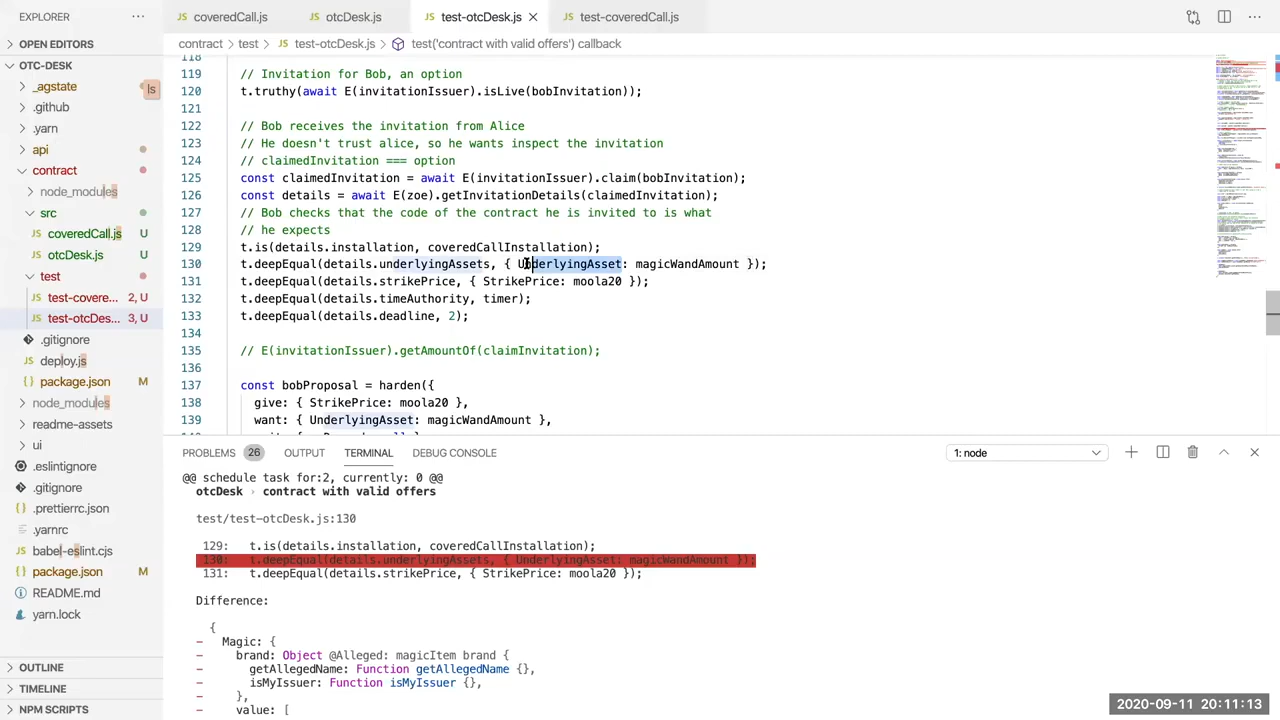 EXPLORER
OPEN EDITORS
OTC-DESK
_agstate
.github
.yarn
api
contract
node_modules
src
coveredCall.js U
otcDesk.js U
test
test-covere... 2, U
test-otcDes... 3, U
.gitignore
deploy.js
package.json M
node_modules
readme-assets
ui
.eslintignore
.gitignore
.prettierrc.json
.yarnrc
babel-eslint.cjs
package.json M
README.md
yarn.lock
OUTLINE
TIMELINE
NPM SCRIPTS
coveredCall.js otcDesk.js test-otcDesk.js test-coveredCall.js
contract > test > test-otcDesk.js > test('contract with valid offers') callback
118
119 // Invitation for Bob, an option
120 t.truthy(await E(invitationIssuer).isLive(bobInvitation));
121
122 // Bob receives an invitation from Alice
123 // He doesn't exercise, but wants inspect the invitation
124 // claimedInvitation === option
125 const claimedInvitation = await E(invitationIssuer).claim(bobInvitation);
126 const details = await E(zoe).getInvitationDetails(claimedInvitation);
127 // Bob checks that the code of the contract he is invited to is what
128 // he expects
129 t.is(details.installation, coveredCallInstallation);
130 t.deepEqual(details.underlyingAssets, { UnderlyingAsset: magicWandAmount });
131 t.deepEqual(details.strikePrice, { StrikePrice: moola20 });
132 t.deepEqual(details.timeAuthority, timer);
133 t.deepEqual(details.deadline, 2);
134
135 // E(invitationIssuer).getAmountOf(claimInvitation);
136
137 const bobProposal = harden({
138 give: { StrikePrice: moola20 },
139 want: { UnderlyingAsset: magicWandAmount },
PROBLEMS 26 OUTPUT TERMINAL DEBUG CONSOLE 1: node
@@ schedule task for:2, currently: 0 @@
otcDesk › contract with valid offers
test/test-otcDesk.js:130
129: t.is(details.installation, coveredCallInstallation);
130: t.deepEqual(details.underlyingAssets, { UnderlyingAsset: magicWandAmount });
131: t.deepEqual(details.strikePrice, { StrikePrice: moola20 });
Difference:
{
- Magic: {
- brand: Object @Alleged: magicItem brand {
- getAllegedName: Function getAllegedName {},
- isMyIssuer: Function isMyIssuer {},
- },
- value: [
2020-09-11 20:11:13